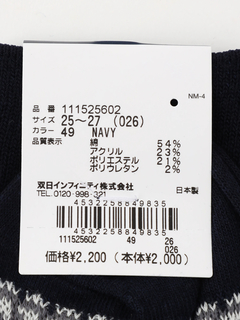 NM-4
品 番 111525602
サイズ 25～27 (026)
カラー 49 NAVY
品質表示 綿 54%
アクリル 23%
ポリエステル 21%
ポリウレタン 2%
双日インフィニティ株式会社
TEL.0120-998-321
日本製
4532258849835
111525602 49 26
026
4532258849835
価格¥2,200 (本体¥2,000)